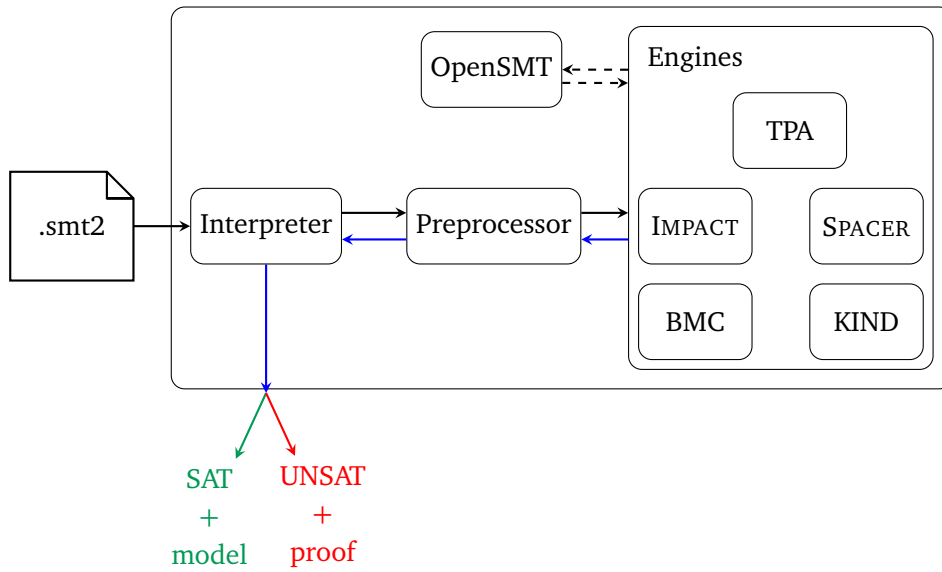 OpenSMT
Engines
TPA
.smt2
Interpreter
Preprocessor
IMPACT
SPACER
BMC
KIND
SAT
+
model
UNSAT
+
proof